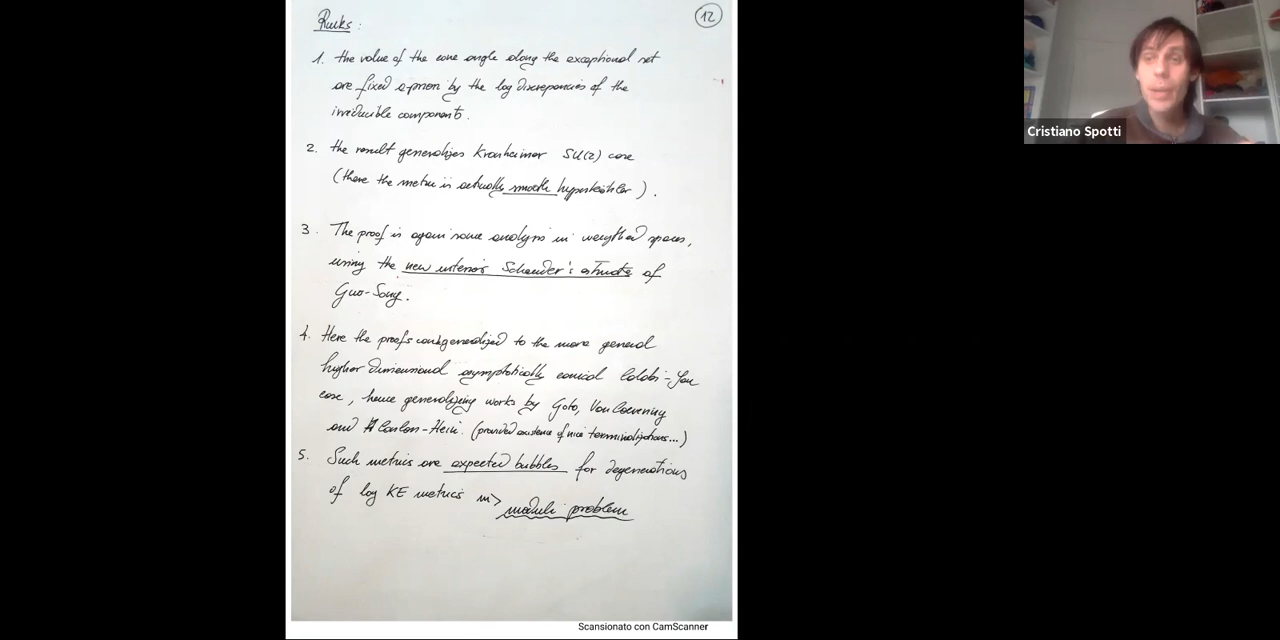 Rmks :
12
1. the value of the cone angle along the exceptional set
are fixed a priori by the log discrepancies of the
irreducible components.
2. the result generalizes Kronheimer SU(2) case
(there the metric is actually smooth hyperkähler).
3. The proof is again some analysis in weighted spaces,
using the new interior Schauder's estimate of
Guo-Song.
4. Here the proofs can be generalized to the more general
higher dimensional asymptotically conical Calabi-Yau
case, hence generalizing works by Goto, Van Coevering
and Conlon-Hein. (provided existence of nice terminalizations...)
5. Such metrics are expected bubbles for degenerations
of log KE metrics ⇝ moduli problem
Scansionato con CamScanner
Cristiano Spotti